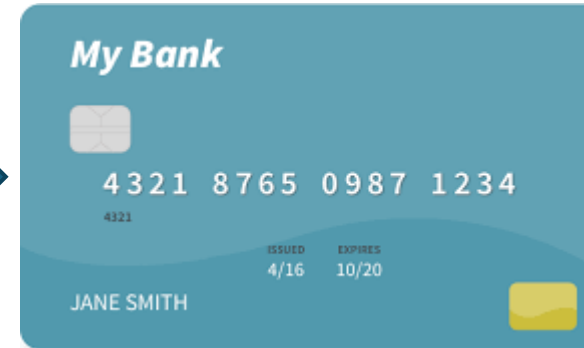 My Bank
4321 8765 0987 1234
4321
ISSUED EXPIRES
4/16 10/20
JANE SMITH